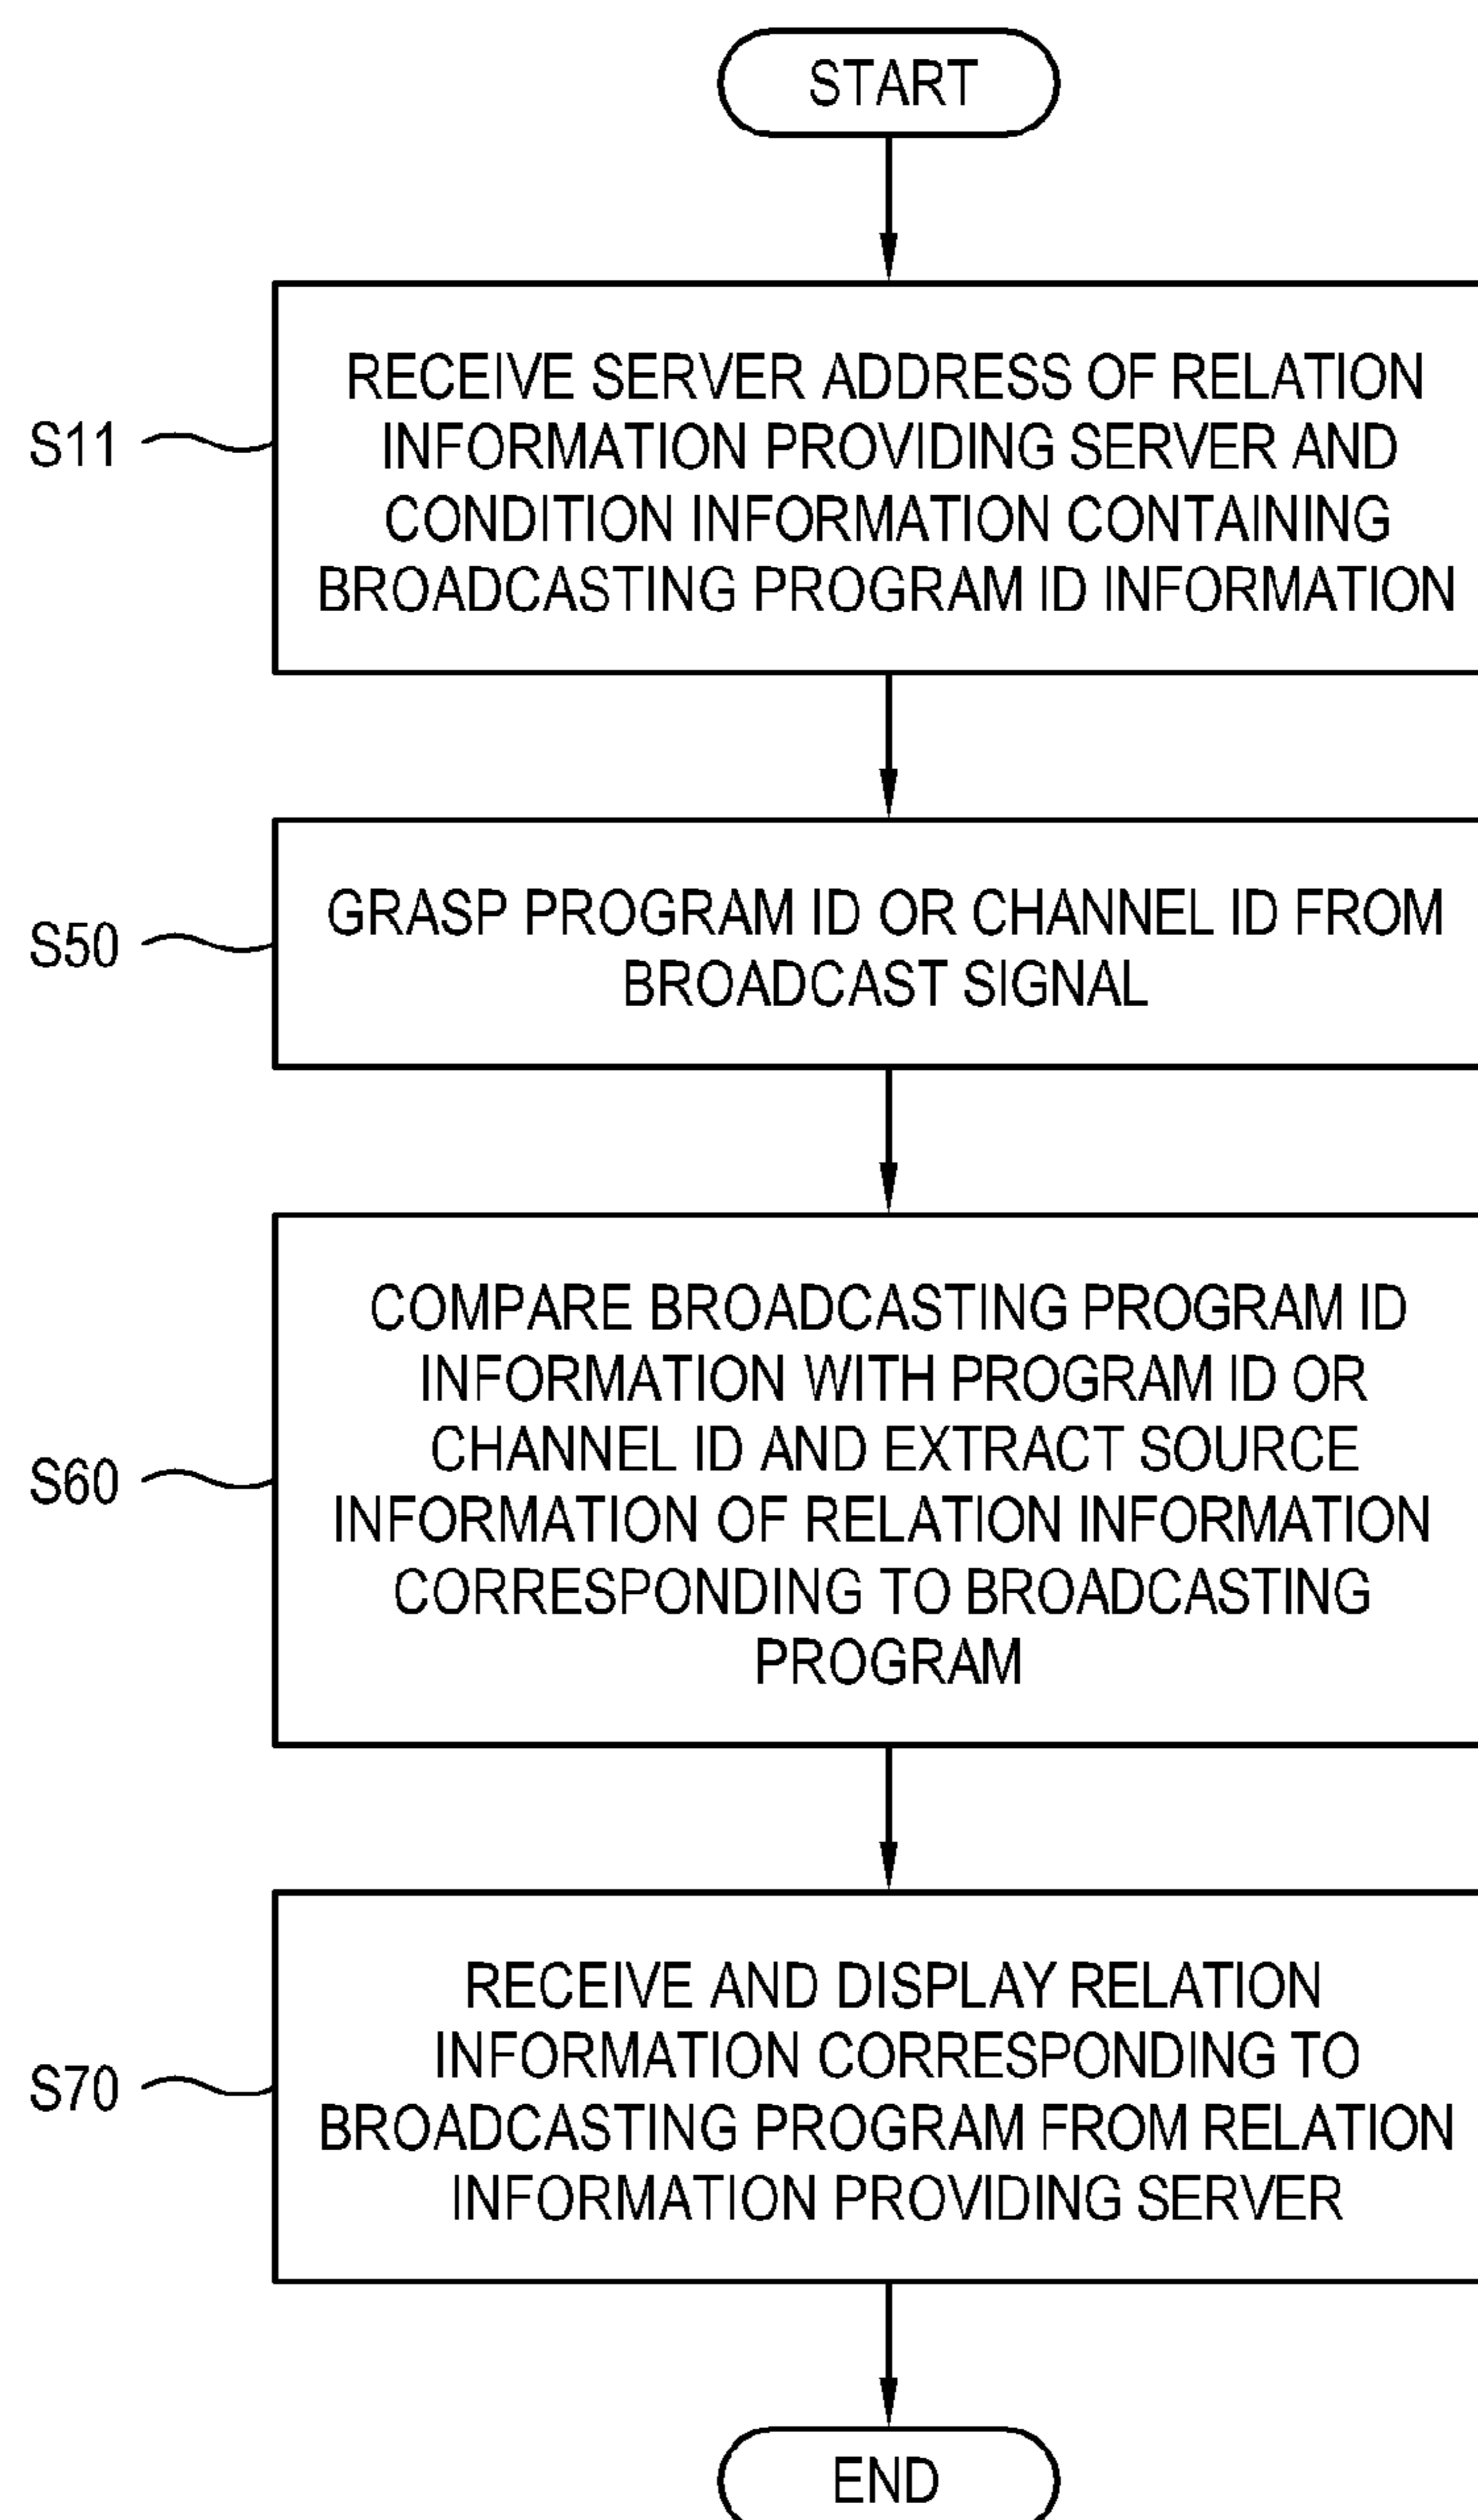 START
S11
RECEIVE SERVER ADDRESS OF RELATION
INFORMATION PROVIDING SERVER AND
CONDITION INFORMATION CONTAINING
BROADCASTING PROGRAM ID INFORMATION
S50
GRASP PROGRAM ID OR CHANNEL ID FROM
BROADCAST SIGNAL
S60
COMPARE BROADCASTING PROGRAM ID
INFORMATION WITH PROGRAM ID OR
CHANNEL ID AND EXTRACT SOURCE
INFORMATION OF RELATION INFORMATION
CORRESPONDING TO BROADCASTING
PROGRAM
S70
RECEIVE AND DISPLAY RELATION
INFORMATION CORRESPONDING TO
BROADCASTING PROGRAM FROM RELATION
INFORMATION PROVIDING SERVER
END